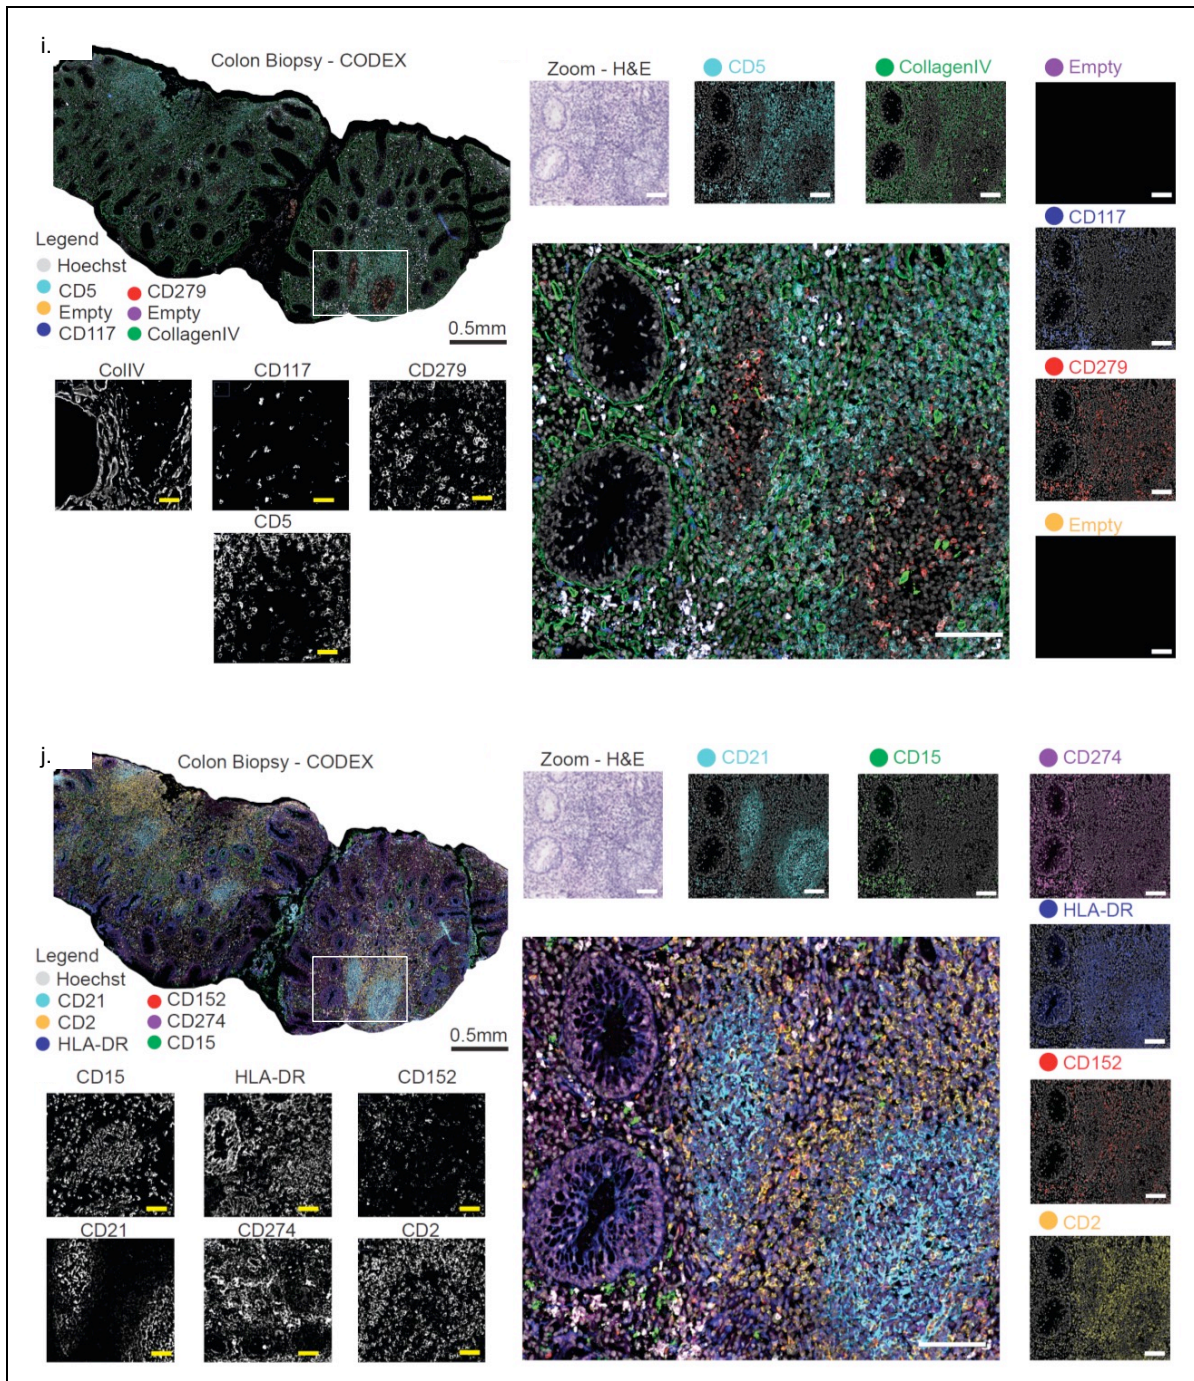 i.
Colon Biopsy - CODEX
Zoom - H&E
CD5
CollagenIV
Empty
CD117
CD279
Empty
Legend
Hoechst
CD5
CD279
Empty
Empty
CD117
CollagenIV
0.5mm
ColIV
CD117
CD279
CD5
j.
Colon Biopsy - CODEX
Zoom - H&E
CD21
CD15
CD274
HLA-DR
CD152
CD2
Legend
Hoechst
CD21
CD152
CD2
CD274
HLA-DR
CD15
0.5mm
CD15
HLA-DR
CD152
CD21
CD274
CD2